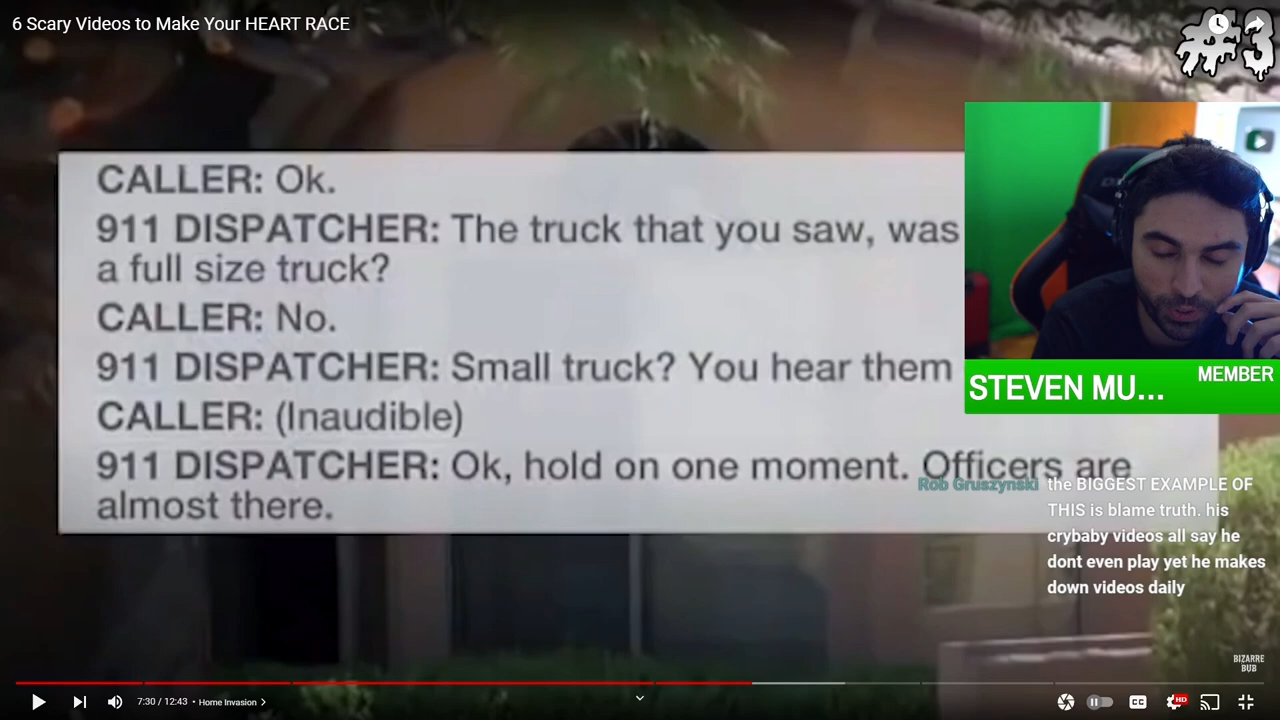 6 Scary Videos to Make Your HEART RACE
#3
CALLER: Ok.
911 DISPATCHER: The truck that you saw, was
a full size truck?
CALLER: No.
911 DISPATCHER: Small truck? You hear them
CALLER: (Inaudible)
911 DISPATCHER: Ok, hold on one moment. Officers are
almost there.
MEMBER
STEVEN MU...
Rob Gruszynski the BIGGEST EXAMPLE OF
THIS is blame truth. his
crybaby videos all say he
dont even play yet he makes
down videos daily
BIZARRE
BUB
7:30 / 12:43 • Home Invasion >
CC
HD